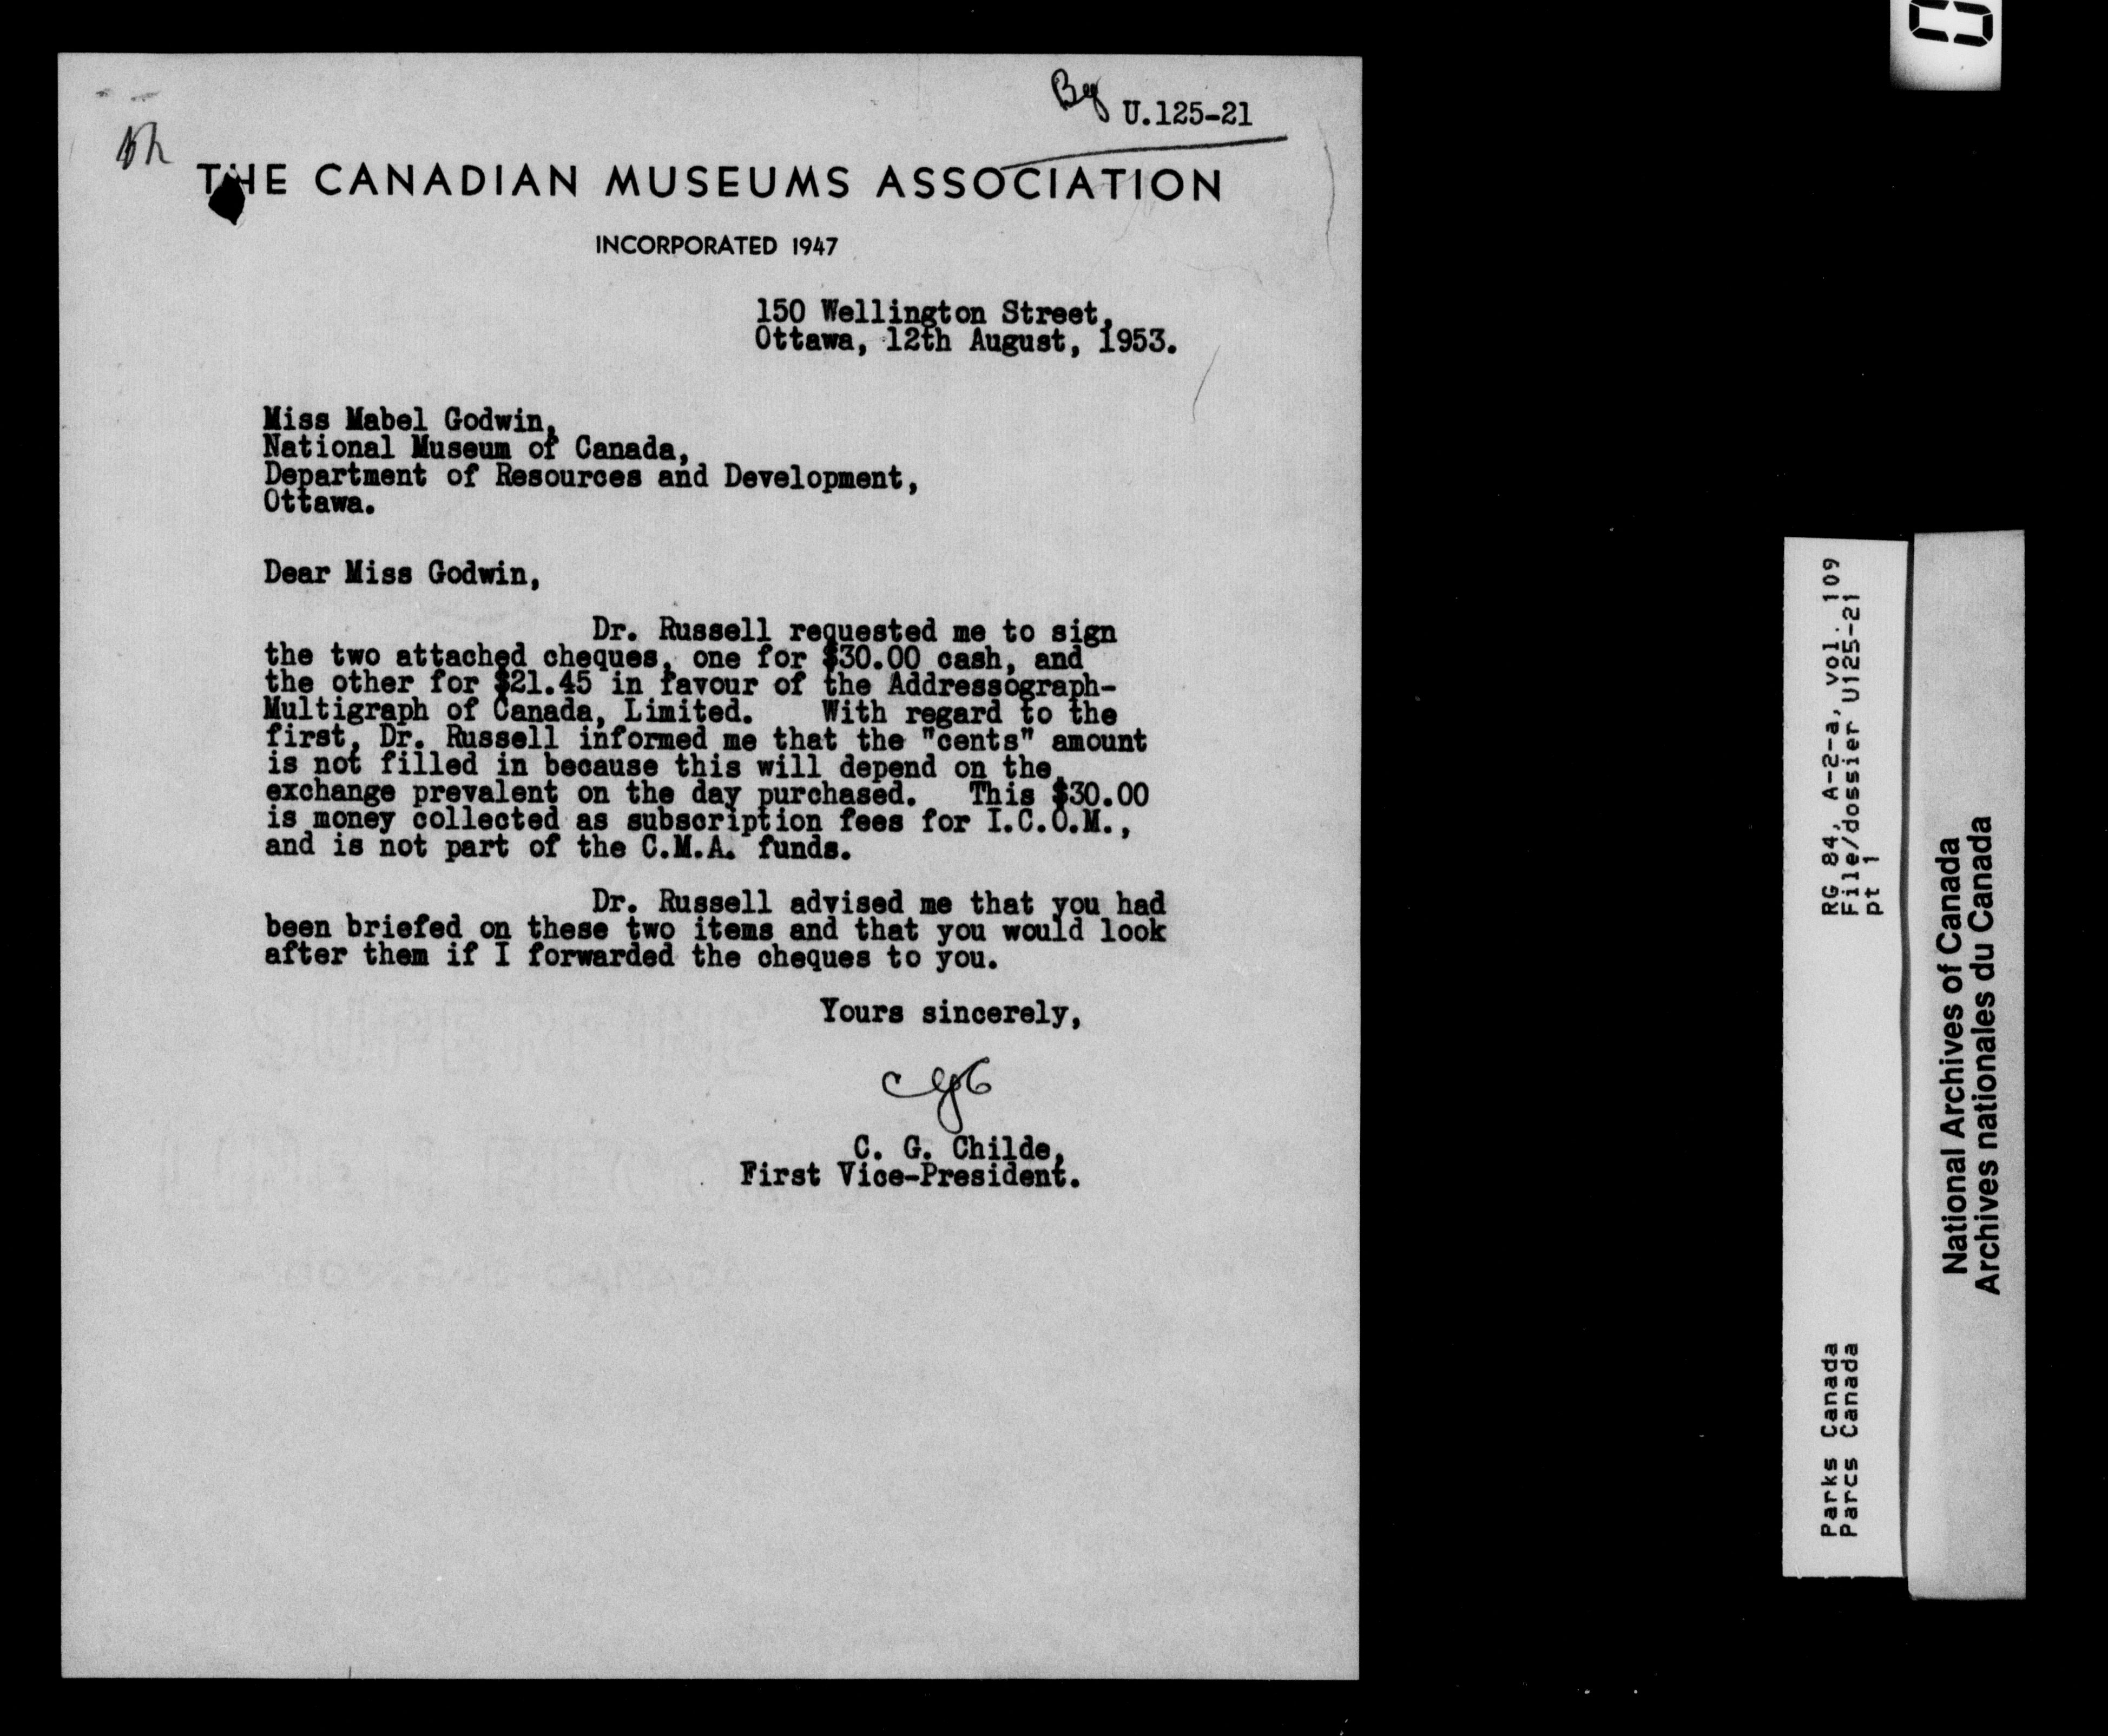 U.125-21
THE CANADIAN MUSEUMS ASSOCIATION
INCORPORATED 1947
150 Wellington Street,
Ottawa, 12th August, 1953.
Miss Mabel Godwin,
National Museum of Canada,
Department of Resources and Development,
Ottawa.
Dear Miss Godwin,
Dr. Russell requested me to sign
the two attached cheques, one for $30.00 cash, and
the other for $21.45 in favour of the Addressograph-
Multigraph of Canada, Limited. With regard to the
first, Dr. Russell informed me that the "cents" amount
is not filled in because this will depend on the
exchange prevalent on the day purchased. This $30.00
is money collected as subscription fees for I.C.O.M.,
and is not part of the C.M.A. funds.
Dr. Russell advised me that you had
been briefed on these two items and that you would look
after them if I forwarded the cheques to you.
Yours sincerely,
C. G. Childe,
First Vice-President.
RG 84, A-2-a, vol. 109
File/dossier U125-21
pt 1
Parks Canada
Parcs Canada
National Archives of Canada
Archives nationales du Canada